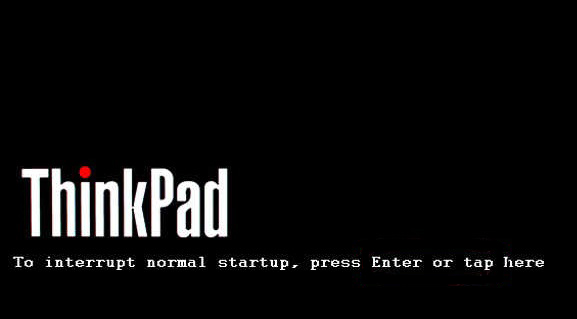 ThinkPad
To interrupt normal startup, press Enter or tap here